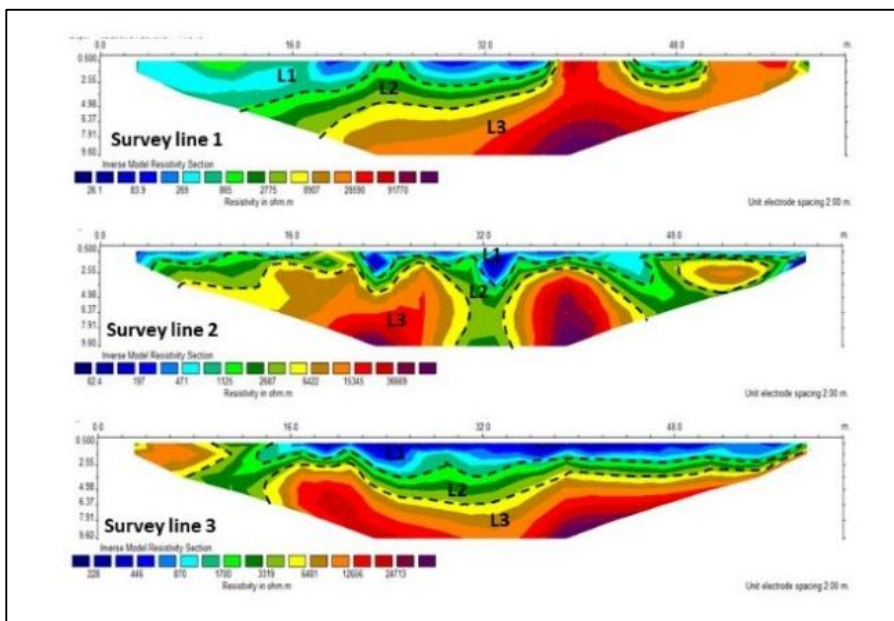 0.0 16.0 32.0 48.0 m.
0.500
2.55
4.98
6.37
7.91
9.60
L1
L2
L3
Survey line 1
Inverse Model Resistivity Section
26.1 83.9 269 865 2775 8907 28590 91770
Resistivity in ohm.m
Unit electrode spacing 2.00 m.
0.0 16.0 32.0 48.0 m.
0.500
2.55
4.98
6.37
7.91
9.60
L1
L2
L3
Survey line 2
Inverse Model Resistivity Section
82.4 197 471 1125 2687 6422 15345 36669
Resistivity in ohm.m
Unit electrode spacing 2.00 m.
0.0 16.0 32.0 48.0 m.
0.500
2.55
4.98
6.37
7.91
9.60
L1
L2
L3
Survey line 3
Inverse Model Resistivity Section
228 446 870 1700 3319 6481 12656 24713
Resistivity in ohm.m
Unit electrode spacing 2.00 m.